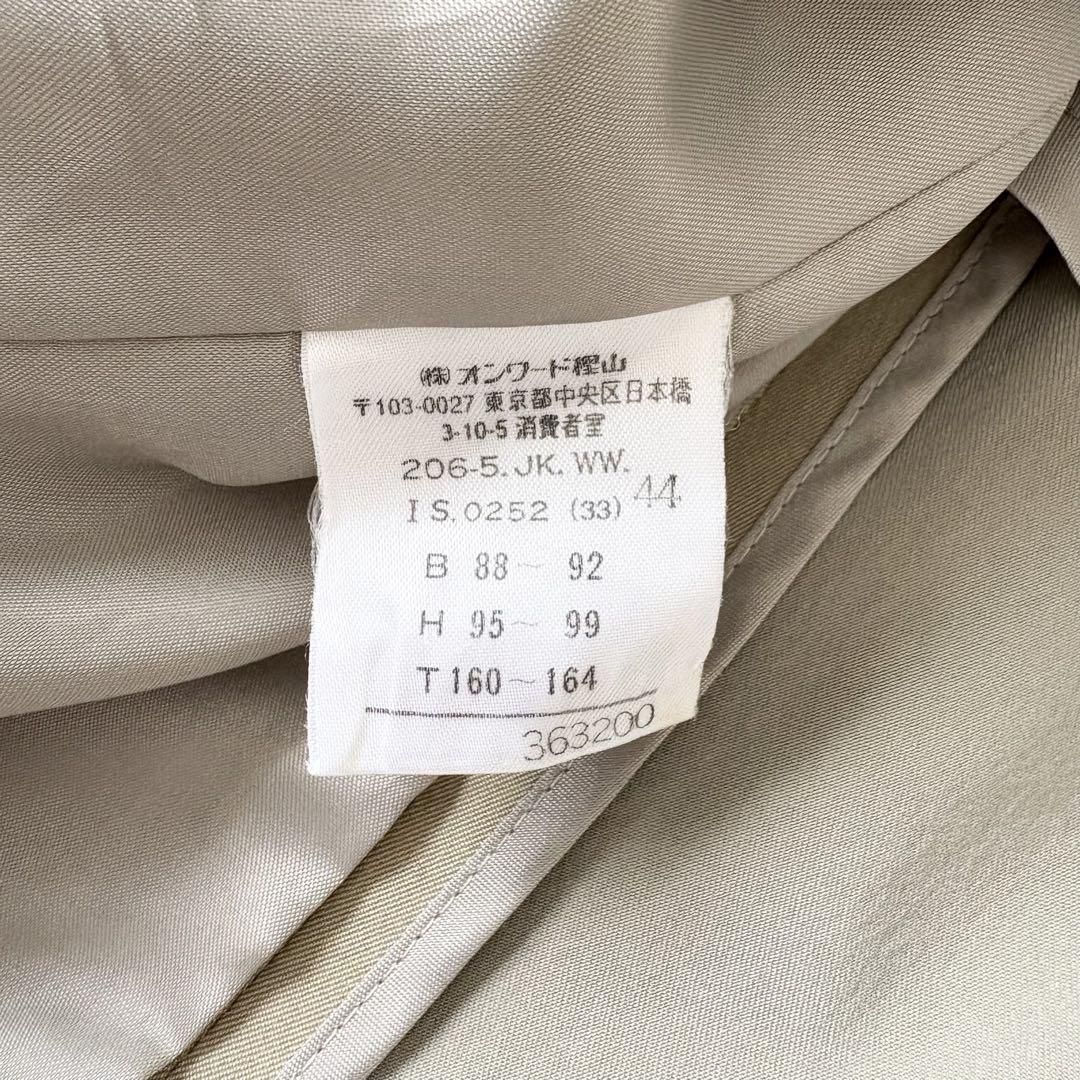 ㈱オンワード樫山
〒103-0027 東京都中央区日本橋
3-10-5 消費者室
206-5.JK.WW.
IS.0252 (33) 44
B 88~ 92
H 95~ 99
T 160~164
363200